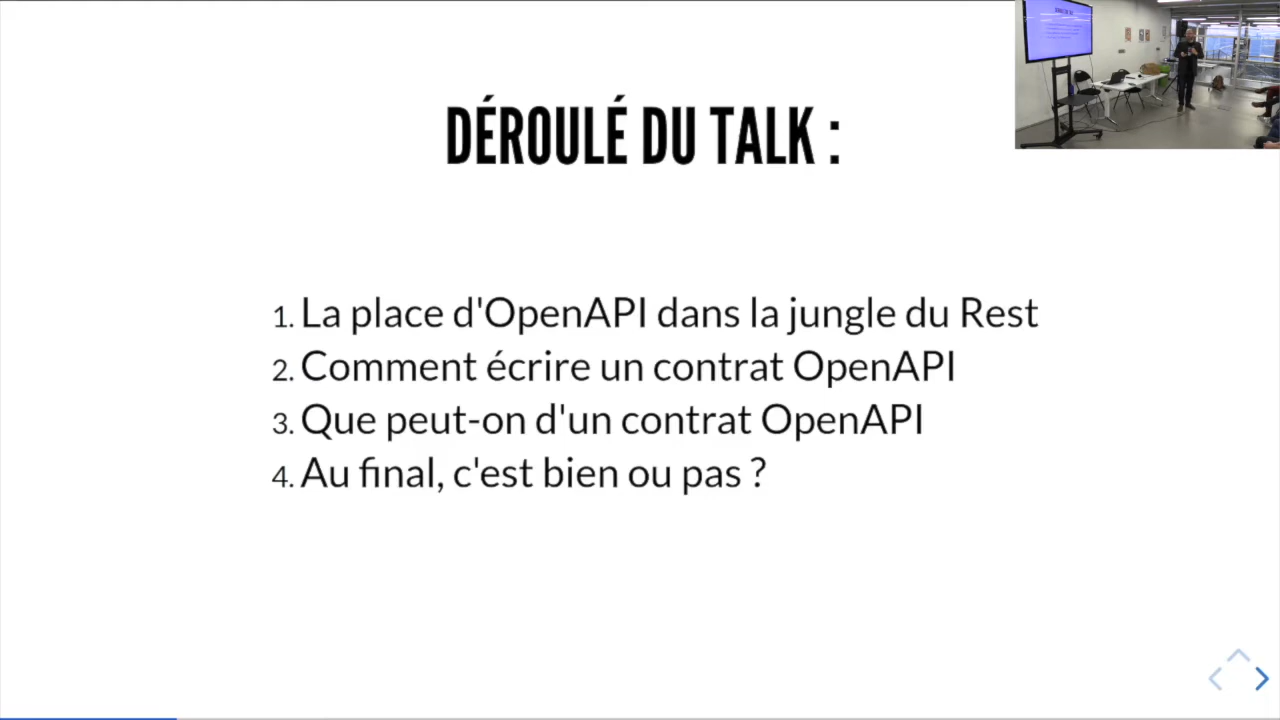 DÉROULÉ DU TALK :
1. La place d'OpenAPI dans la jungle du Rest
2. Comment écrire un contrat OpenAPI
3. Que peut-on d'un contrat OpenAPI
4. Au final, c'est bien ou pas ?